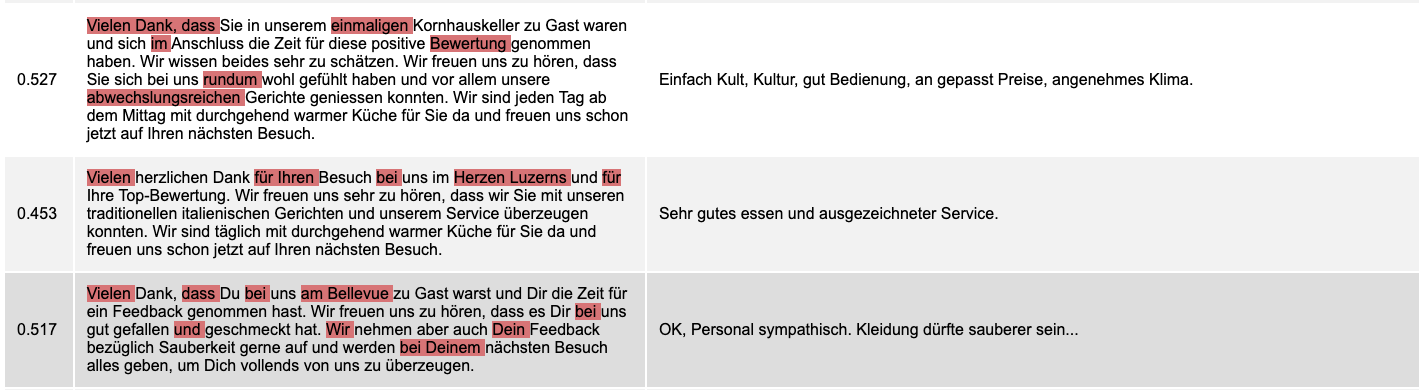 0.527
Vielen Dank, dass Sie in unserem einmaligen Kornhauskeller zu Gast waren
und sich im Anschluss die Zeit für diese positive Bewertung genommen
haben. Wir wissen beides sehr zu schätzen. Wir freuen uns zu hören, dass
Sie sich bei uns rundum wohl gefühlt haben und vor allem unsere
abwechslungsreichen Gerichte geniessen konnten. Wir sind jeden Tag ab
dem Mittag mit durchgehend warmer Küche für Sie da und freuen uns schon
jetzt auf Ihren nächsten Besuch.
Einfach Kult, Kultur, gut Bedienung, an gepasst Preise, angenehmes Klima.
0.453
Vielen herzlichen Dank für Ihren Besuch bei uns im Herzen Luzerns und für
Ihre Top-Bewertung. Wir freuen uns sehr zu hören, dass wir Sie mit unseren
traditionellen italienischen Gerichten und unserem Service überzeugen
konnten. Wir sind täglich mit durchgehend warmer Küche für Sie da und
freuen uns schon jetzt auf Ihren nächsten Besuch.
Sehr gutes essen und ausgezeichneter Service.
0.517
Vielen Dank, dass Du bei uns am Bellevue zu Gast warst und Dir die Zeit für
ein Feedback genommen hast. Wir freuen uns zu hören, dass es Dir bei uns
gut gefallen und geschmeckt hat. Wir nehmen aber auch Dein Feedback
bezüglich Sauberkeit gerne auf und werden bei Deinem nächsten Besuch
alles geben, um Dich vollends von uns zu überzeugen.
OK, Personal sympathisch. Kleidung dürfte sauberer sein...